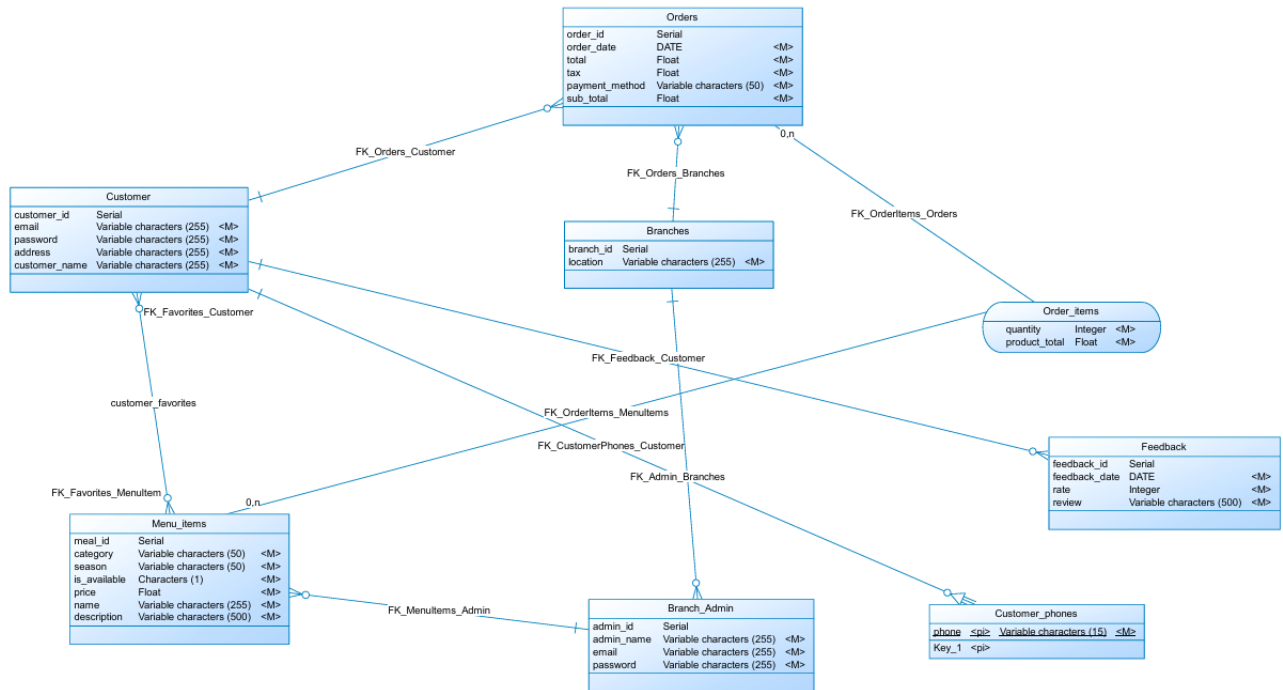 Orders
order_id Serial
order_date DATE <M>
total Float <M>
tax Float <M>
payment_method Variable characters (50) <M>
sub_total Float <M>
0,n
FK_Orders_Customer
FK_Orders_Branches
FK_OrderItems_Orders
Customer
customer_id Serial
email Variable characters (255) <M>
password Variable characters (255) <M>
address Variable characters (255) <M>
customer_name Variable characters (255) <M>
Branches
branch_id Serial
location Variable characters (255) <M>
FK_Favorites_Customer
Order_items
quantity Integer <M>
product_total Float <M>
FK_Feedback_Customer
customer_favorites
FK_OrderItems_MenuItems
FK_CustomerPhones_Customer
FK_Admin_Branches
Feedback
feedback_id Serial
feedback_date DATE <M>
rate Integer <M>
review Variable characters (500) <M>
FK_Favorites_MenuItem
0,n
Menu_items
meal_id Serial
category Variable characters (50) <M>
season Variable characters (50) <M>
is_available Characters (1) <M>
price Float <M>
name Variable characters (255) <M>
description Variable characters (500) <M>
FK_MenuItems_Admin
Branch_Admin
admin_id Serial
admin_name Variable characters (255) <M>
email Variable characters (255) <M>
password Variable characters (255) <M>
Customer_phones
phone <pi> Variable characters (15) <M>
Key_1 <pi>